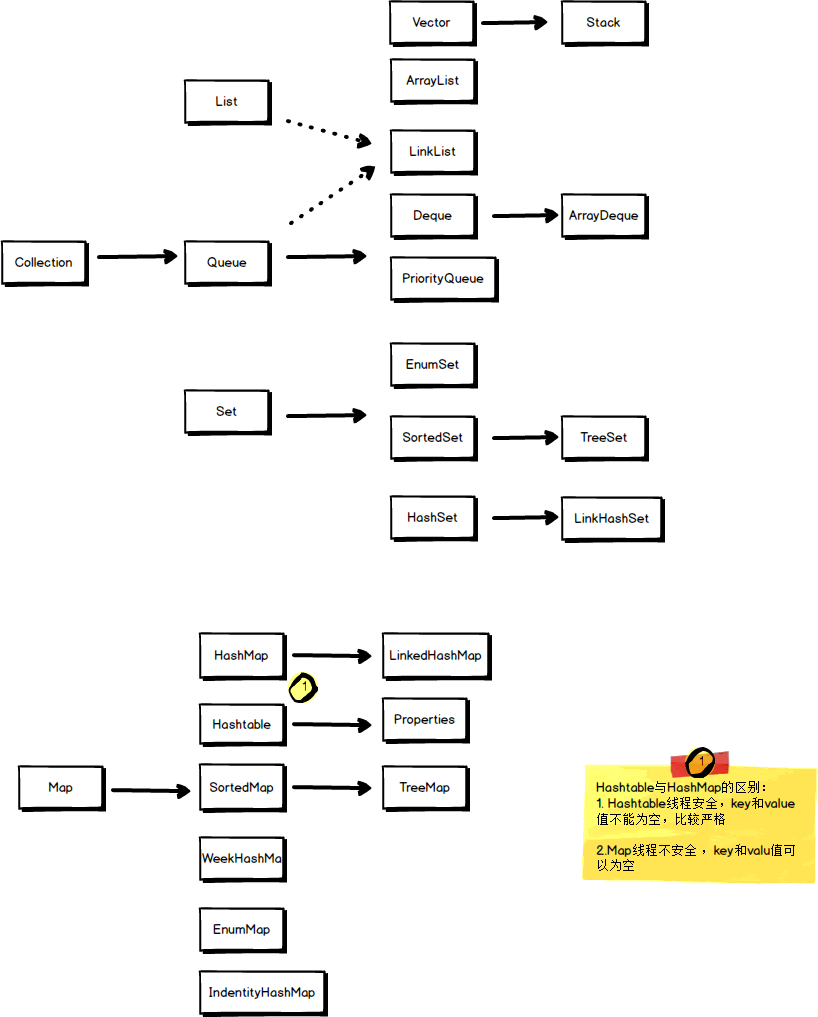 Vector
Stack
ArrayList
List
LinkList
Deque
ArrayDeque
Collection
Queue
PriorityQueue
EnumSet
Set
SortedSet
TreeSet
HashSet
LinkHashSet
HashMap
LinkedHashMap
1
Hashtable
Properties
Map
SortedMap
TreeMap
WeekHashMa
EnumMap
IndentityHashMap
1
Hashtable与HashMap的区别：
1. Hashtable线程安全，key和value
值不能为空，比较严格
2.Map线程不安全 ，key和valu值可
以为空